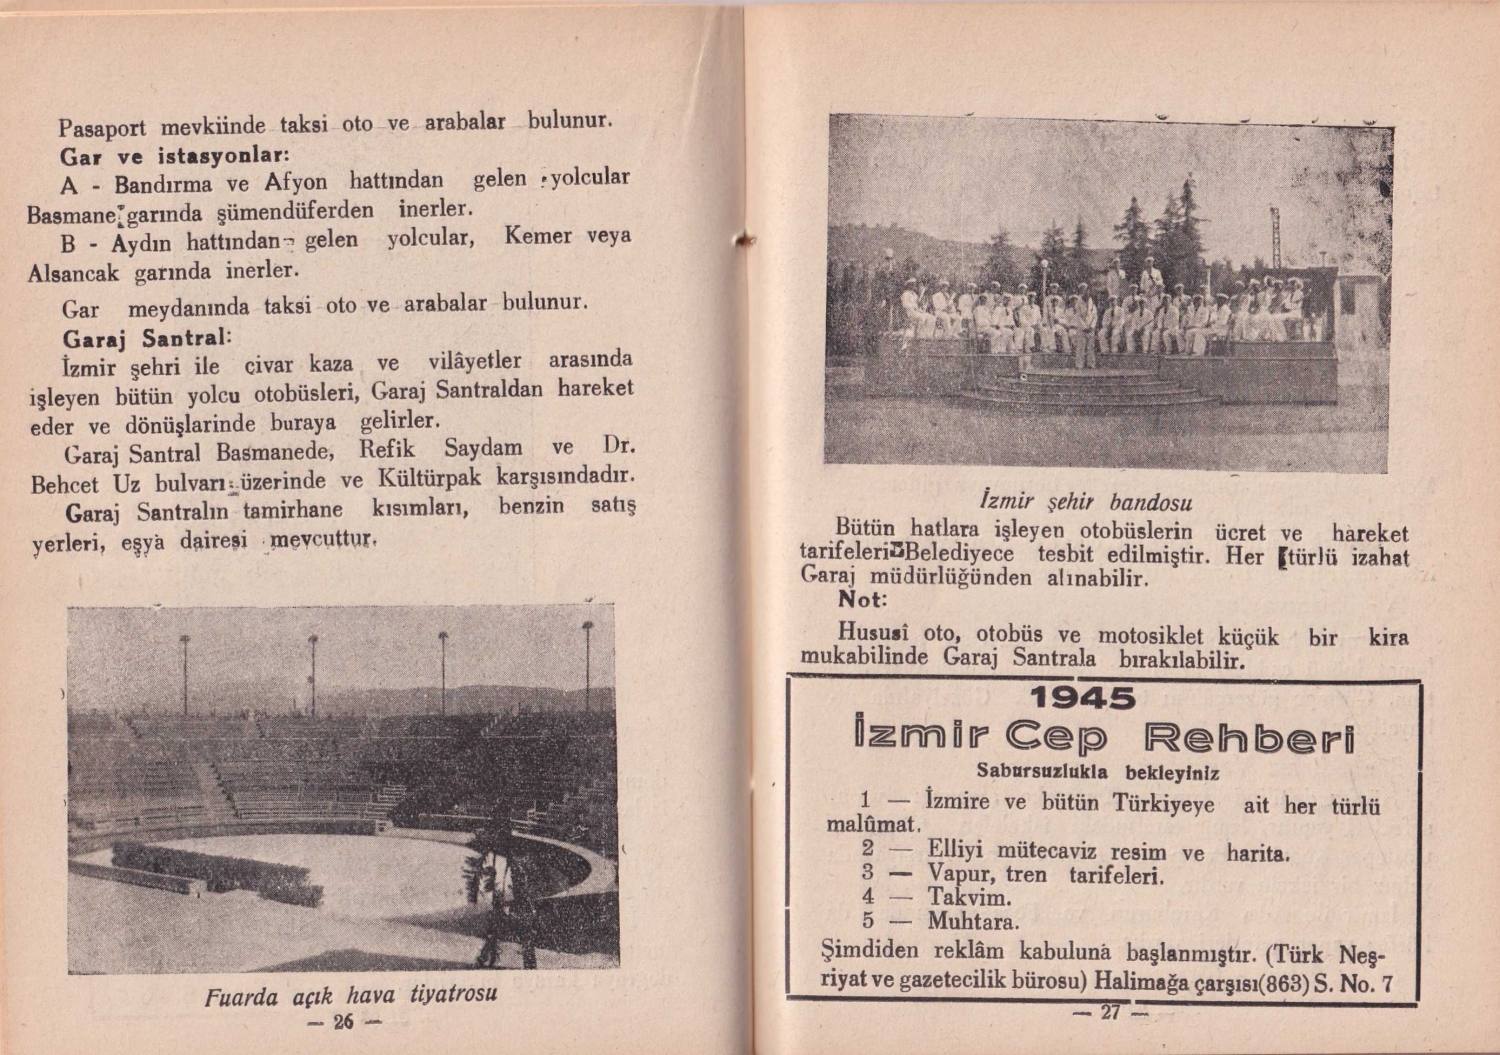 Pasaport mevkiinde taksi oto ve arabalar bulunur.
Gar ve istasyonlar:
A - Bandırma ve Afyon hattından gelen yolcular
Basmane garında şümendüferden inerler.
B - Aydın hattından gelen yolcular, Kemer veya
Alsancak garında inerler.
Gar meydanında taksi oto ve arabalar bulunur.
Garaj Santral:
İzmir şehri ile civar kaza ve vilâyetler arasında
işleyen bütün yolcu otobüsleri, Garaj Santraldan hareket
eder ve dönüşlarinde buraya gelirler.
Garaj Santral Basmanede, Refik Saydam ve Dr.
Behcet Uz bulvarı üzerinde ve Kültürpak karşısındadır.
Garaj Santralın tamirhane kısımları, benzin satış
yerleri, eşya dairesi mevcuttur.
Fuarda açık hava tiyatrosu
— 26 —
İzmir şehir bandosu
Bütün hatlara işleyen otobüslerin ücret ve hareket
tarifeleri Belediyece tesbit edilmiştir. Her türlü izahat
Garaj müdürlüğünden alınabilir.
Not:
Hususî oto, otobüs ve motosiklet küçük bir kira
mukabilinde Garaj Santrala bırakılabilir.
1945
İzmir Cep Rehberi
Sabırsuzlukla bekleyiniz
1 — İzmire ve bütün Türkiyeye ait her türlü
malûmat.
2 — Elliyi mütecaviz resim ve harita.
3 — Vapur, tren tarifeleri.
4 — Takvim.
5 — Muhtara.
Şimdiden reklâm kabuluna başlanmıştır. (Türk Neş-
riyat ve gazetecilik bürosu) Halimağa çarşısı(863) S. No. 7
— 27 —